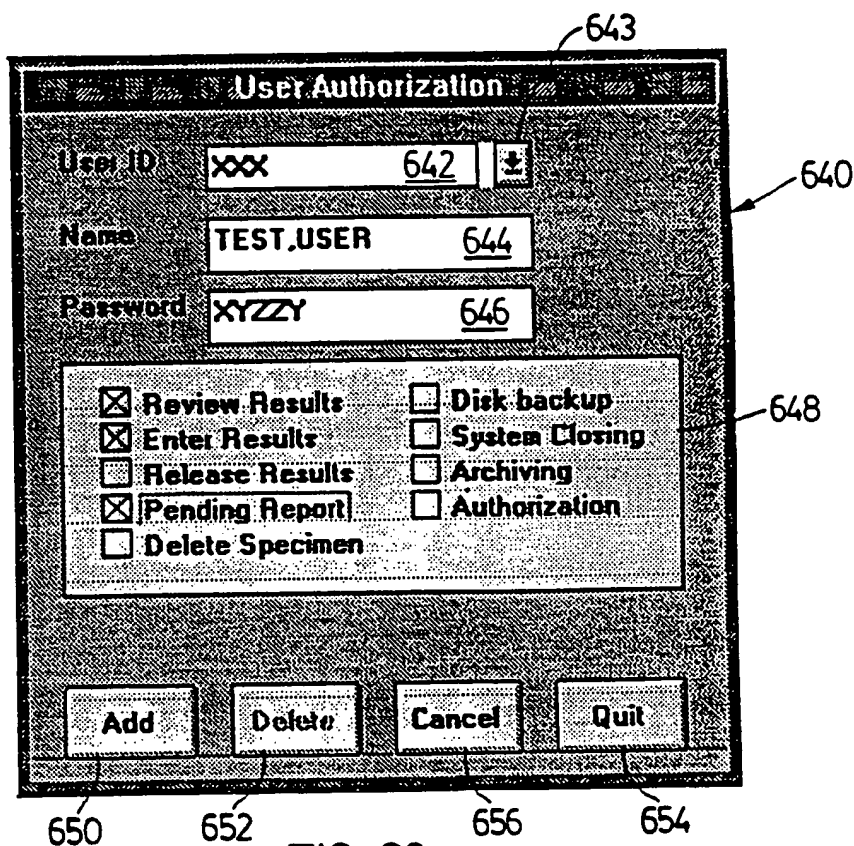 643
User Authorization
User ID XXX 642
640
Name TEST,USER 644
Password XYZZY 646
Review Results Disk backup
648
Enter Results System Closing
Release Results Archiving
Pending Report Authorization
Delete Specimen
Add Delete Cancel Quit
650 652 656 654